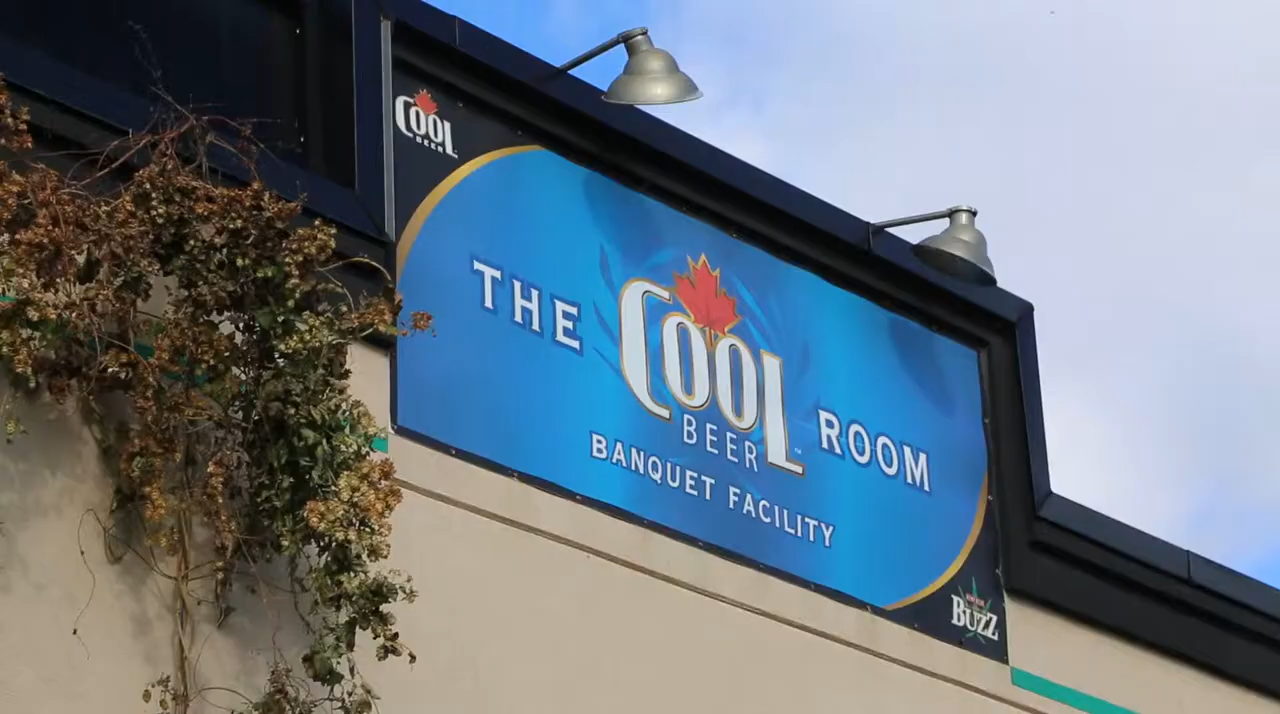 COOL
BEER
THE COOL ROOM
BEER
BANQUET FACILITY
BUZZ